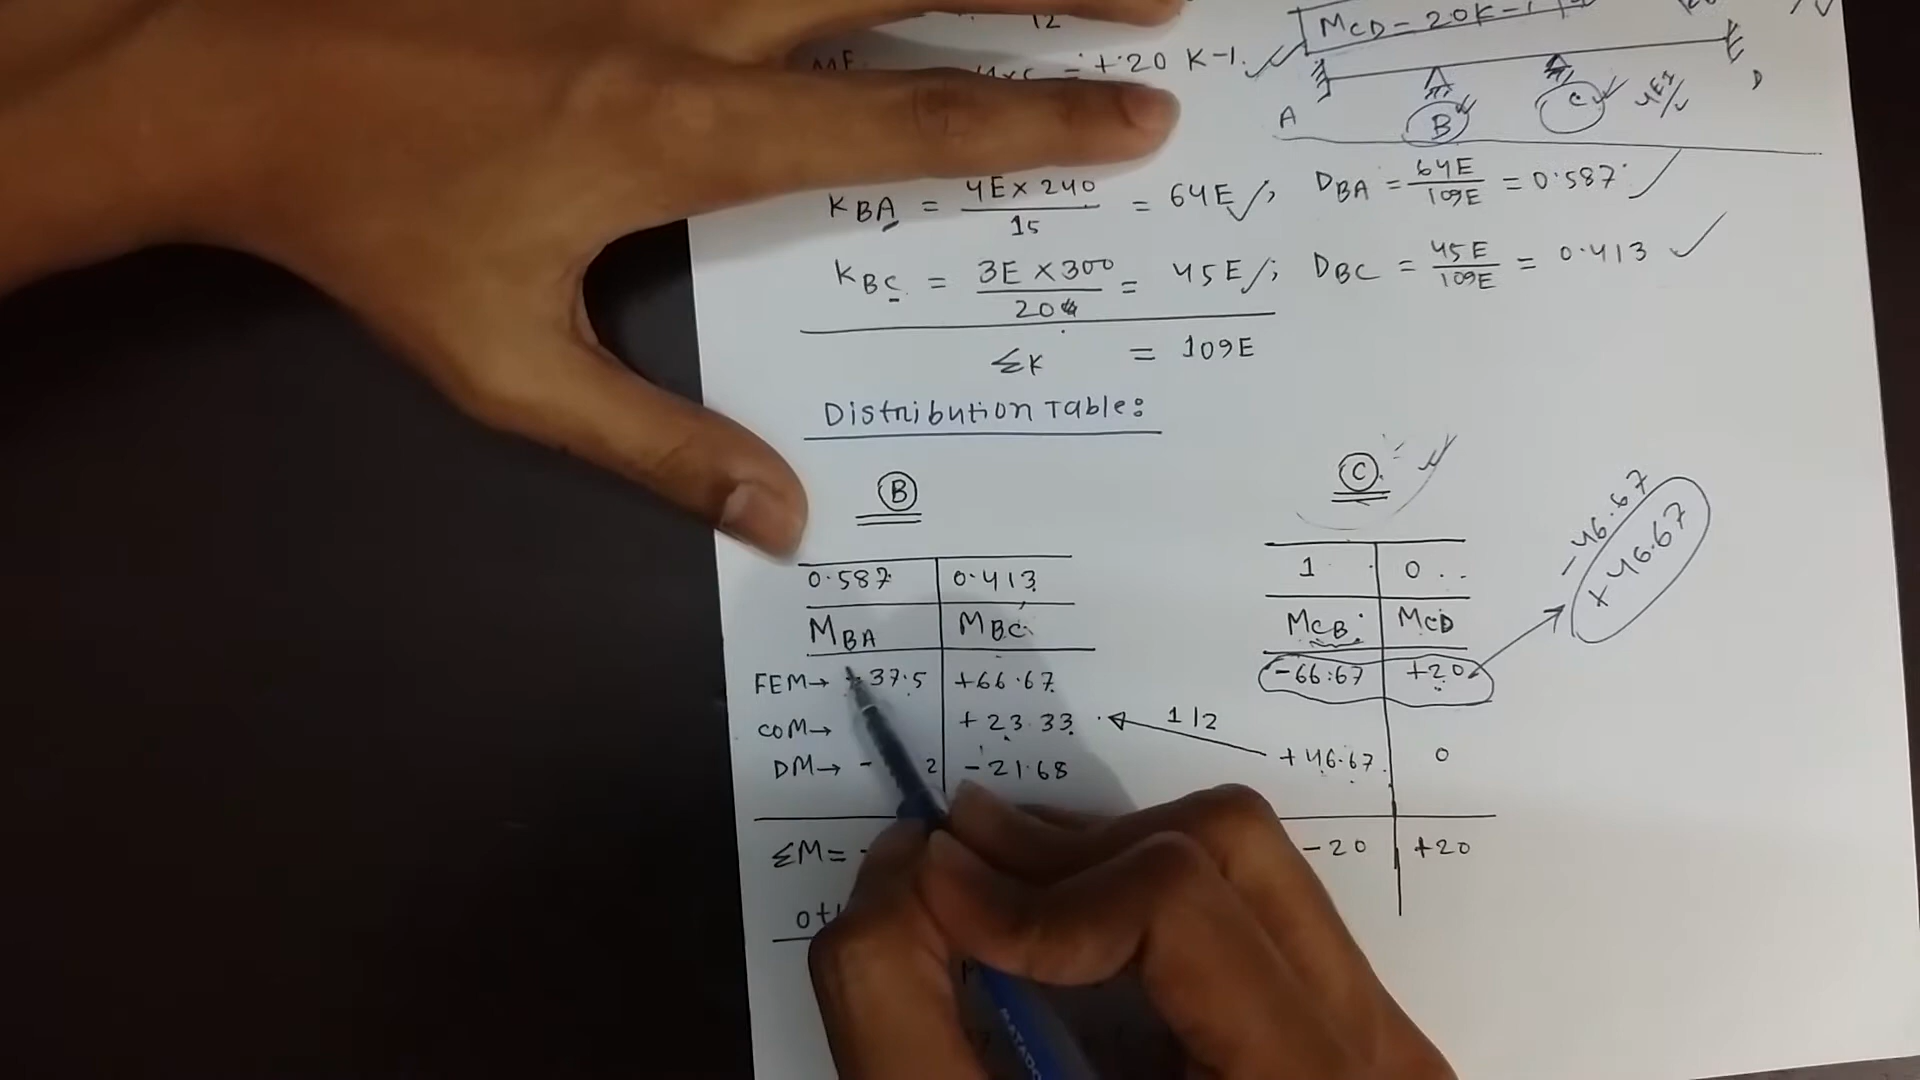 12
= +20 K-1.
MCD = 20K-1
A
B
C
4EI/L
D
KBA = 4E×240 / 15 = 64E ; DBA = 64E / 109E = 0.587
KBC = 3E×300 / 20 = 45E ; DBC = 45E / 109E = 0.413
ΣK = 109E
Distribution Table:
B
C
0.587 0.413
1 0
MBA MBC
MCB MCD
FEM→ 37.5 +66.67
-66.67 +20
-46.67
+46.67
COM→ +23.33
1/2
+46.67 0
DM→ - 2 -21.68
ΣM= -
-20 +20
MATADO